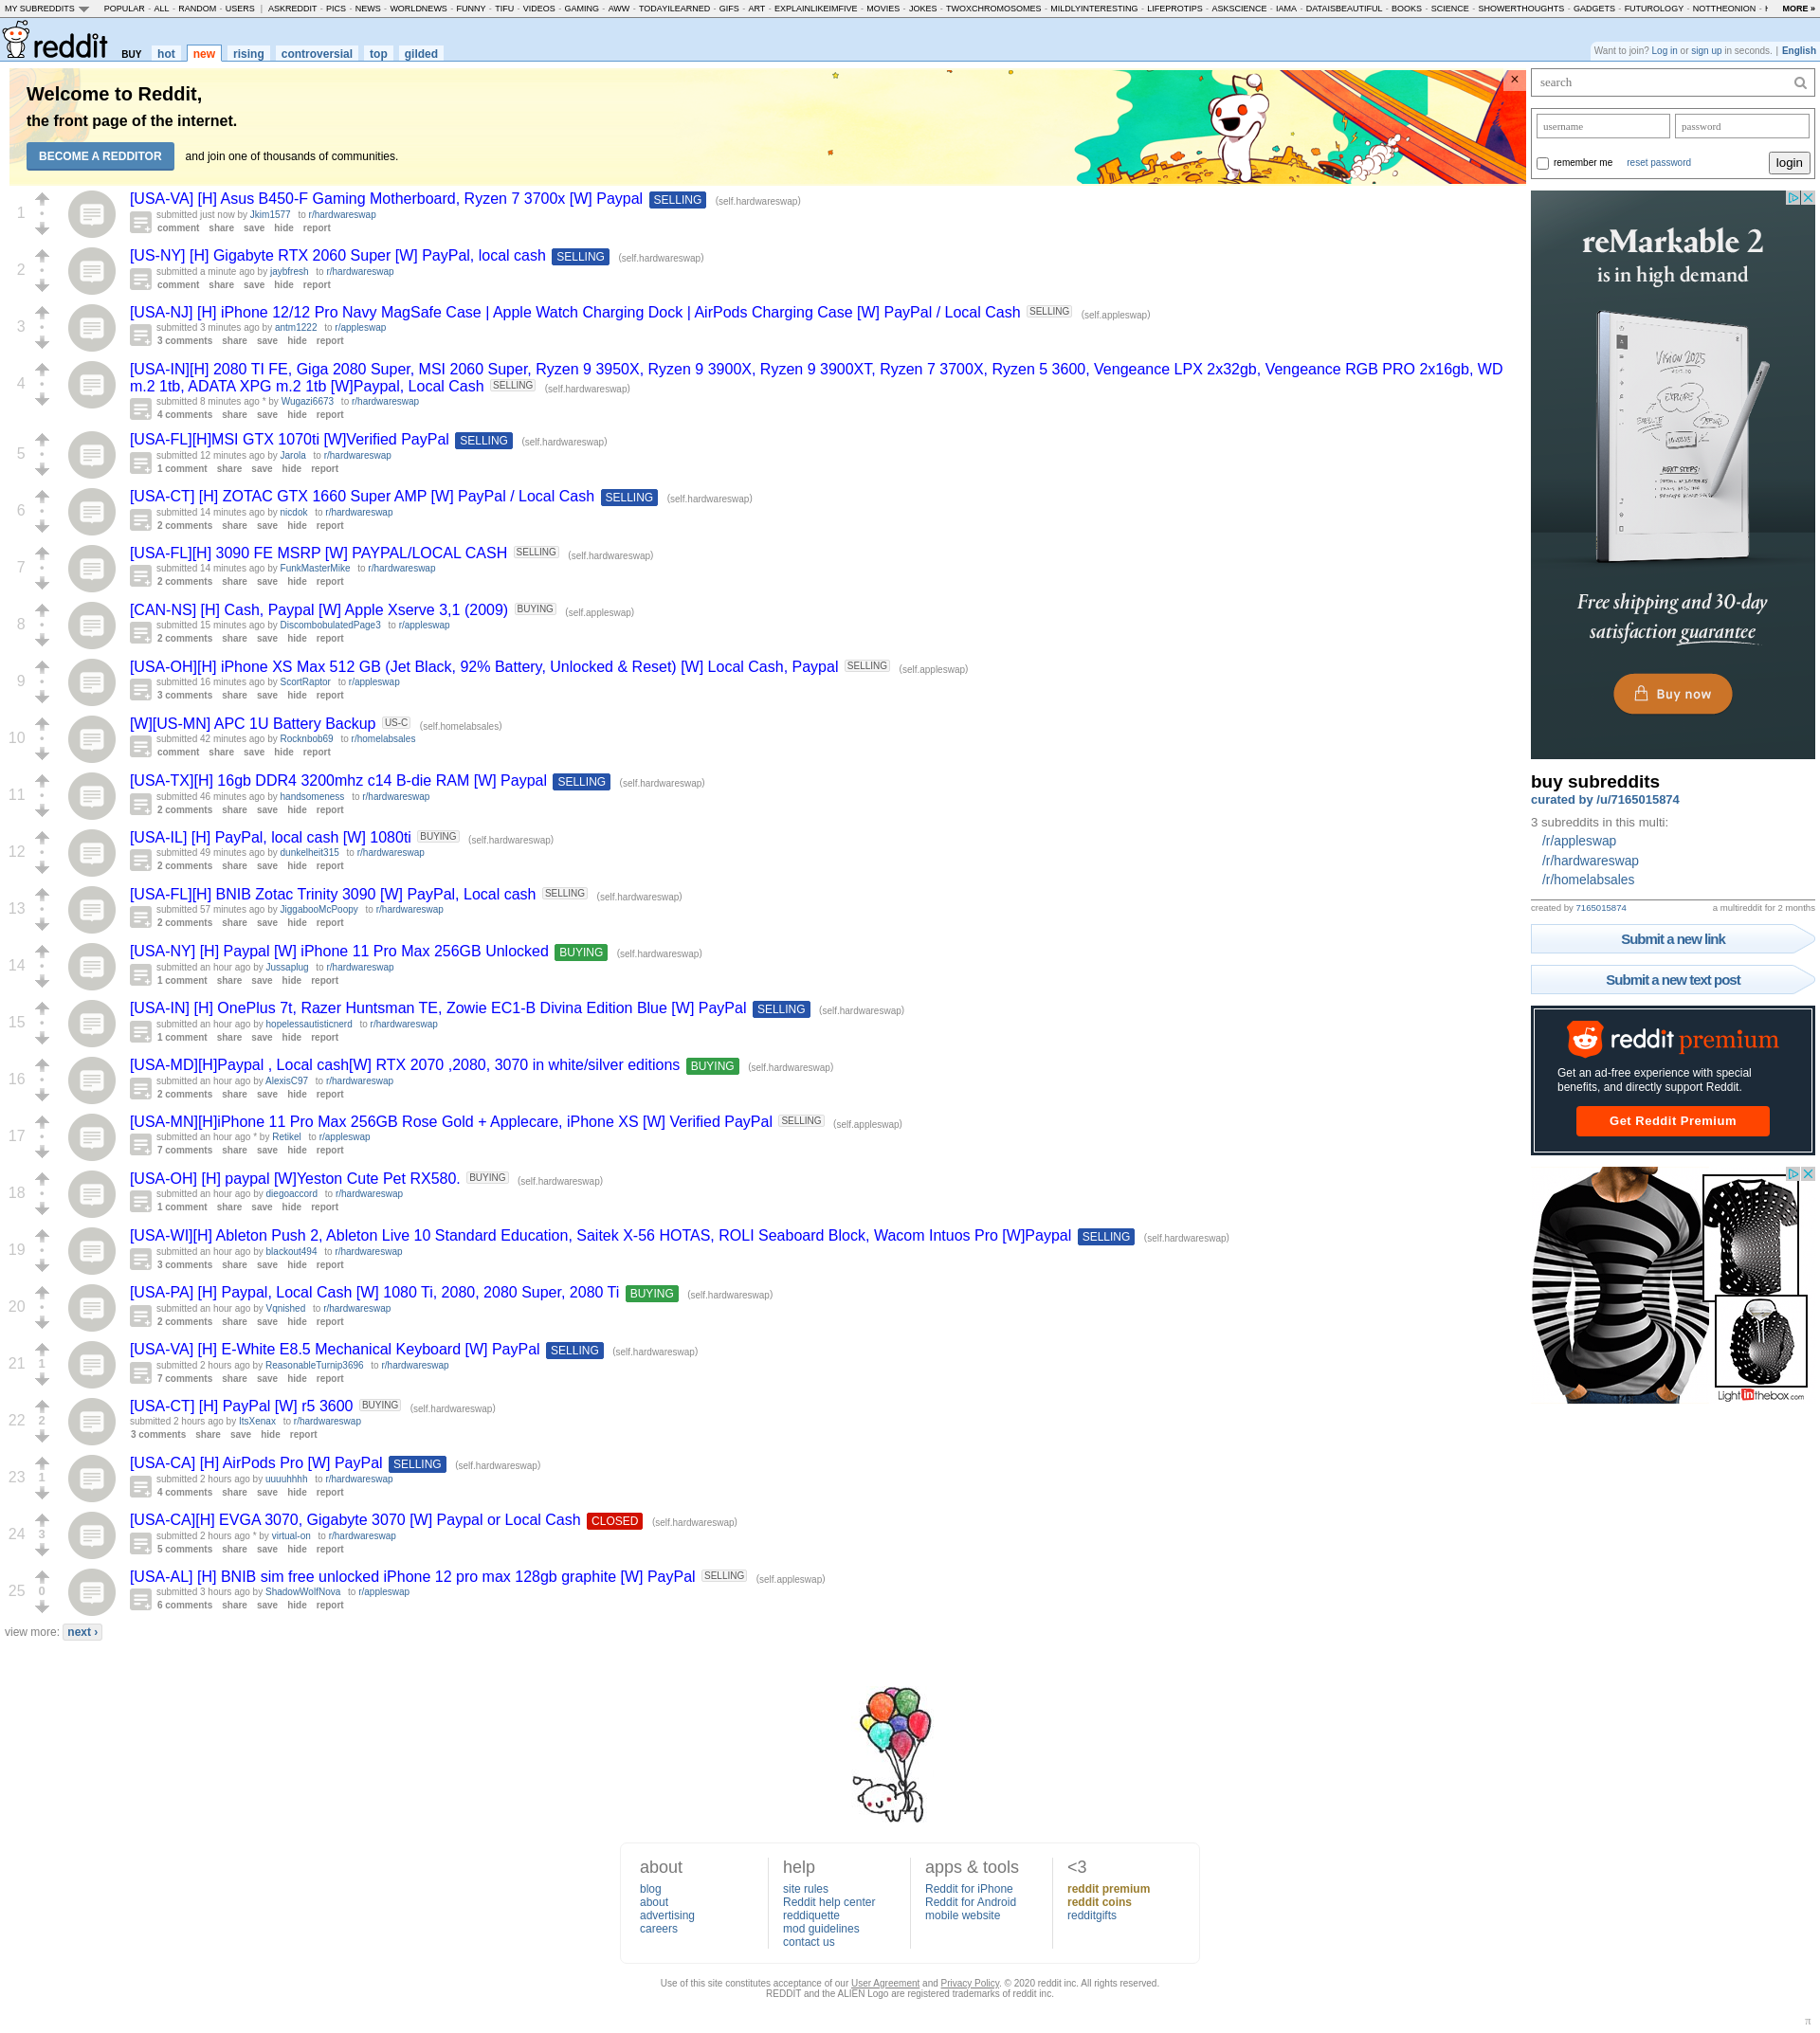 MY SUBREDDITS POPULAR - ALL - RANDOM - USERS | ASKREDDIT - PICS - NEWS - WORLDNEWS - FUNNY - TIFU - VIDEOS - GAMING - AWW - TODAYILEARNED - GIFS - ART - EXPLAINLIKEIMFIVE - MOVIES - JOKES - TWOXCHROMOSOMES - MILDLYINTERESTING - LIFEPROTIPS - ASKSCIENCE - IAMA - DATAISBEAUTIFUL - BOOKS - SCIENCE - SHOWERTHOUGHTS - GADGETS - FUTUROLOGY - NOTTHEONION - MORE »
reddit BUY hot new rising controversial top gilded
Want to join? Log in or sign up in seconds. | English
Welcome to Reddit,
the front page of the internet.
BECOME A REDDITOR and join one of thousands of communities.
×
1
[USA-VA] [H] Asus B450-F Gaming Motherboard, Ryzen 7 3700x [W] Paypal SELLING (self.hardwareswap)
submitted just now by Jkim1577 to r/hardwareswap
comment share save hide report
2
[US-NY] [H] Gigabyte RTX 2060 Super [W] PayPal, local cash SELLING (self.hardwareswap)
submitted a minute ago by jaybfresh to r/hardwareswap
comment share save hide report
3
[USA-NJ] [H] iPhone 12/12 Pro Navy MagSafe Case | Apple Watch Charging Dock | AirPods Charging Case [W] PayPal / Local Cash SELLING (self.appleswap)
submitted 3 minutes ago by antm1222 to r/appleswap
3 comments share save hide report
4
[USA-IN][H] 2080 TI FE, Giga 2080 Super, MSI 2060 Super, Ryzen 9 3950X, Ryzen 9 3900X, Ryzen 9 3900XT, Ryzen 7 3700X, Ryzen 5 3600, Vengeance LPX 2x32gb, Vengeance RGB PRO 2x16gb, WD
m.2 1tb, ADATA XPG m.2 1tb [W]Paypal, Local Cash SELLING (self.hardwareswap)
submitted 8 minutes ago * by Wugazi6673 to r/hardwareswap
4 comments share save hide report
5
[USA-FL][H]MSI GTX 1070ti [W]Verified PayPal SELLING (self.hardwareswap)
submitted 12 minutes ago by Jarola to r/hardwareswap
1 comment share save hide report
6
[USA-CT] [H] ZOTAC GTX 1660 Super AMP [W] PayPal / Local Cash SELLING (self.hardwareswap)
submitted 14 minutes ago by nicdok to r/hardwareswap
2 comments share save hide report
7
[USA-FL][H] 3090 FE MSRP [W] PAYPAL/LOCAL CASH SELLING (self.hardwareswap)
submitted 14 minutes ago by FunkMasterMike to r/hardwareswap
2 comments share save hide report
8
[CAN-NS] [H] Cash, Paypal [W] Apple Xserve 3,1 (2009) BUYING (self.appleswap)
submitted 15 minutes ago by DiscombobulatedPage3 to r/appleswap
2 comments share save hide report
9
[USA-OH][H] iPhone XS Max 512 GB (Jet Black, 92% Battery, Unlocked & Reset) [W] Local Cash, Paypal SELLING (self.appleswap)
submitted 16 minutes ago by ScortRaptor to r/appleswap
3 comments share save hide report
10
[W][US-MN] APC 1U Battery Backup US-C (self.homelabsales)
submitted 42 minutes ago by Rocknbob69 to r/homelabsales
comment share save hide report
11
[USA-TX][H] 16gb DDR4 3200mhz c14 B-die RAM [W] Paypal SELLING (self.hardwareswap)
submitted 46 minutes ago by handsomeness to r/hardwareswap
2 comments share save hide report
12
[USA-IL] [H] PayPal, local cash [W] 1080ti BUYING (self.hardwareswap)
submitted 49 minutes ago by dunkelheit315 to r/hardwareswap
2 comments share save hide report
13
[USA-FL][H] BNIB Zotac Trinity 3090 [W] PayPal, Local cash SELLING (self.hardwareswap)
submitted 57 minutes ago by JiggabooMcPoopy to r/hardwareswap
2 comments share save hide report
14
[USA-NY] [H] Paypal [W] iPhone 11 Pro Max 256GB Unlocked BUYING (self.hardwareswap)
submitted an hour ago by Jussaplug to r/hardwareswap
1 comment share save hide report
15
[USA-IN] [H] OnePlus 7t, Razer Huntsman TE, Zowie EC1-B Divina Edition Blue [W] PayPal SELLING (self.hardwareswap)
submitted an hour ago by hopelessautisticnerd to r/hardwareswap
1 comment share save hide report
16
[USA-MD][H]Paypal , Local cash[W] RTX 2070 ,2080, 3070 in white/silver editions BUYING (self.hardwareswap)
submitted an hour ago by AlexisC97 to r/hardwareswap
2 comments share save hide report
17
[USA-MN][H]iPhone 11 Pro Max 256GB Rose Gold + Applecare, iPhone XS [W] Verified PayPal SELLING (self.appleswap)
submitted an hour ago * by Retikel to r/appleswap
7 comments share save hide report
18
[USA-OH] [H] paypal [W]Yeston Cute Pet RX580. BUYING (self.hardwareswap)
submitted an hour ago by diegoaccord to r/hardwareswap
1 comment share save hide report
19
[USA-WI][H] Ableton Push 2, Ableton Live 10 Standard Education, Saitek X-56 HOTAS, ROLI Seaboard Block, Wacom Intuos Pro [W]Paypal SELLING (self.hardwareswap)
submitted an hour ago by blackout494 to r/hardwareswap
3 comments share save hide report
20
[USA-PA] [H] Paypal, Local Cash [W] 1080 Ti, 2080, 2080 Super, 2080 Ti BUYING (self.hardwareswap)
submitted an hour ago by Vqnished to r/hardwareswap
2 comments share save hide report
21 1
[USA-VA] [H] E-White E8.5 Mechanical Keyboard [W] PayPal SELLING (self.hardwareswap)
submitted 2 hours ago by ReasonableTurnip3696 to r/hardwareswap
7 comments share save hide report
22 2
[USA-CT] [H] PayPal [W] r5 3600 BUYING (self.hardwareswap)
submitted 2 hours ago by ItsXenax to r/hardwareswap
3 comments share save hide report
23 1
[USA-CA] [H] AirPods Pro [W] PayPal SELLING (self.hardwareswap)
submitted 2 hours ago by uuuuhhhh to r/hardwareswap
4 comments share save hide report
24 3
[USA-CA][H] EVGA 3070, Gigabyte 3070 [W] Paypal or Local Cash CLOSED (self.hardwareswap)
submitted 2 hours ago * by virtual-on to r/hardwareswap
5 comments share save hide report
25 0
[USA-AL] [H] BNIB sim free unlocked iPhone 12 pro max 128gb graphite [W] PayPal SELLING (self.appleswap)
submitted 3 hours ago by ShadowWolfNova to r/appleswap
6 comments share save hide report
view more: next ›
search
username password
remember me reset password login
reMarkable 2
is in high demand
VISION 2025
EXPLORE
NEXT STEPS:
Free shipping and 30-day
satisfaction guarantee
Buy now
buy subreddits
curated by /u/7165015874
3 subreddits in this multi:
/r/appleswap
/r/hardwareswap
/r/homelabsales
created by 7165015874 a multireddit for 2 months
Submit a new link
Submit a new text post
reddit premium
Get an ad-free experience with special
benefits, and directly support Reddit.
Get Reddit Premium
Light in the box.com
about
blog
about
advertising
careers
help
site rules
Reddit help center
reddiquette
mod guidelines
contact us
apps & tools
Reddit for iPhone
Reddit for Android
mobile website
<3
reddit premium
reddit coins
redditgifts
Use of this site constitutes acceptance of our User Agreement and Privacy Policy. © 2020 reddit inc. All rights reserved.
REDDIT and the ALIEN Logo are registered trademarks of reddit inc.
π